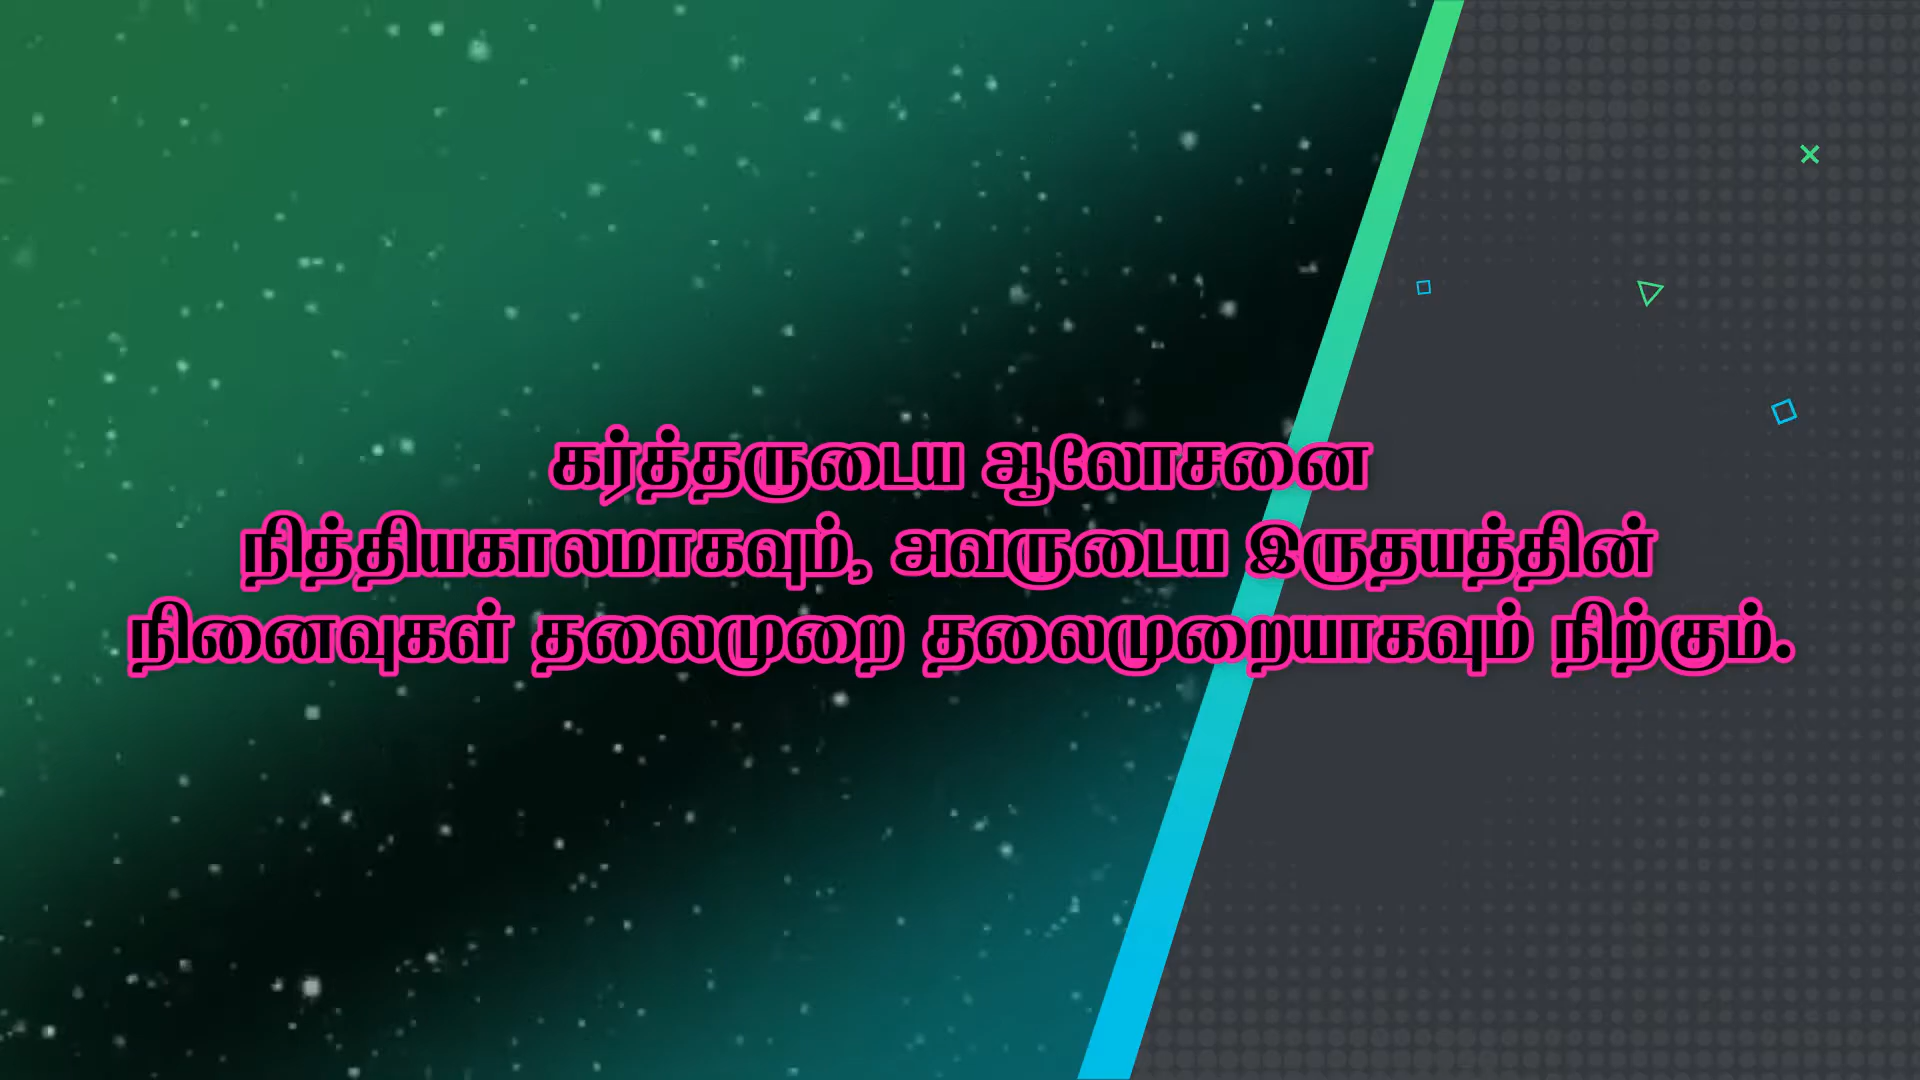 கர்த்தருடைய ஆலோசனை
நித்தியகாலமாகவும், அவருடைய இருதயத்தின்
நினைவுகள் தலைமுறை தலைமுறையாகவும் நிற்கும்.